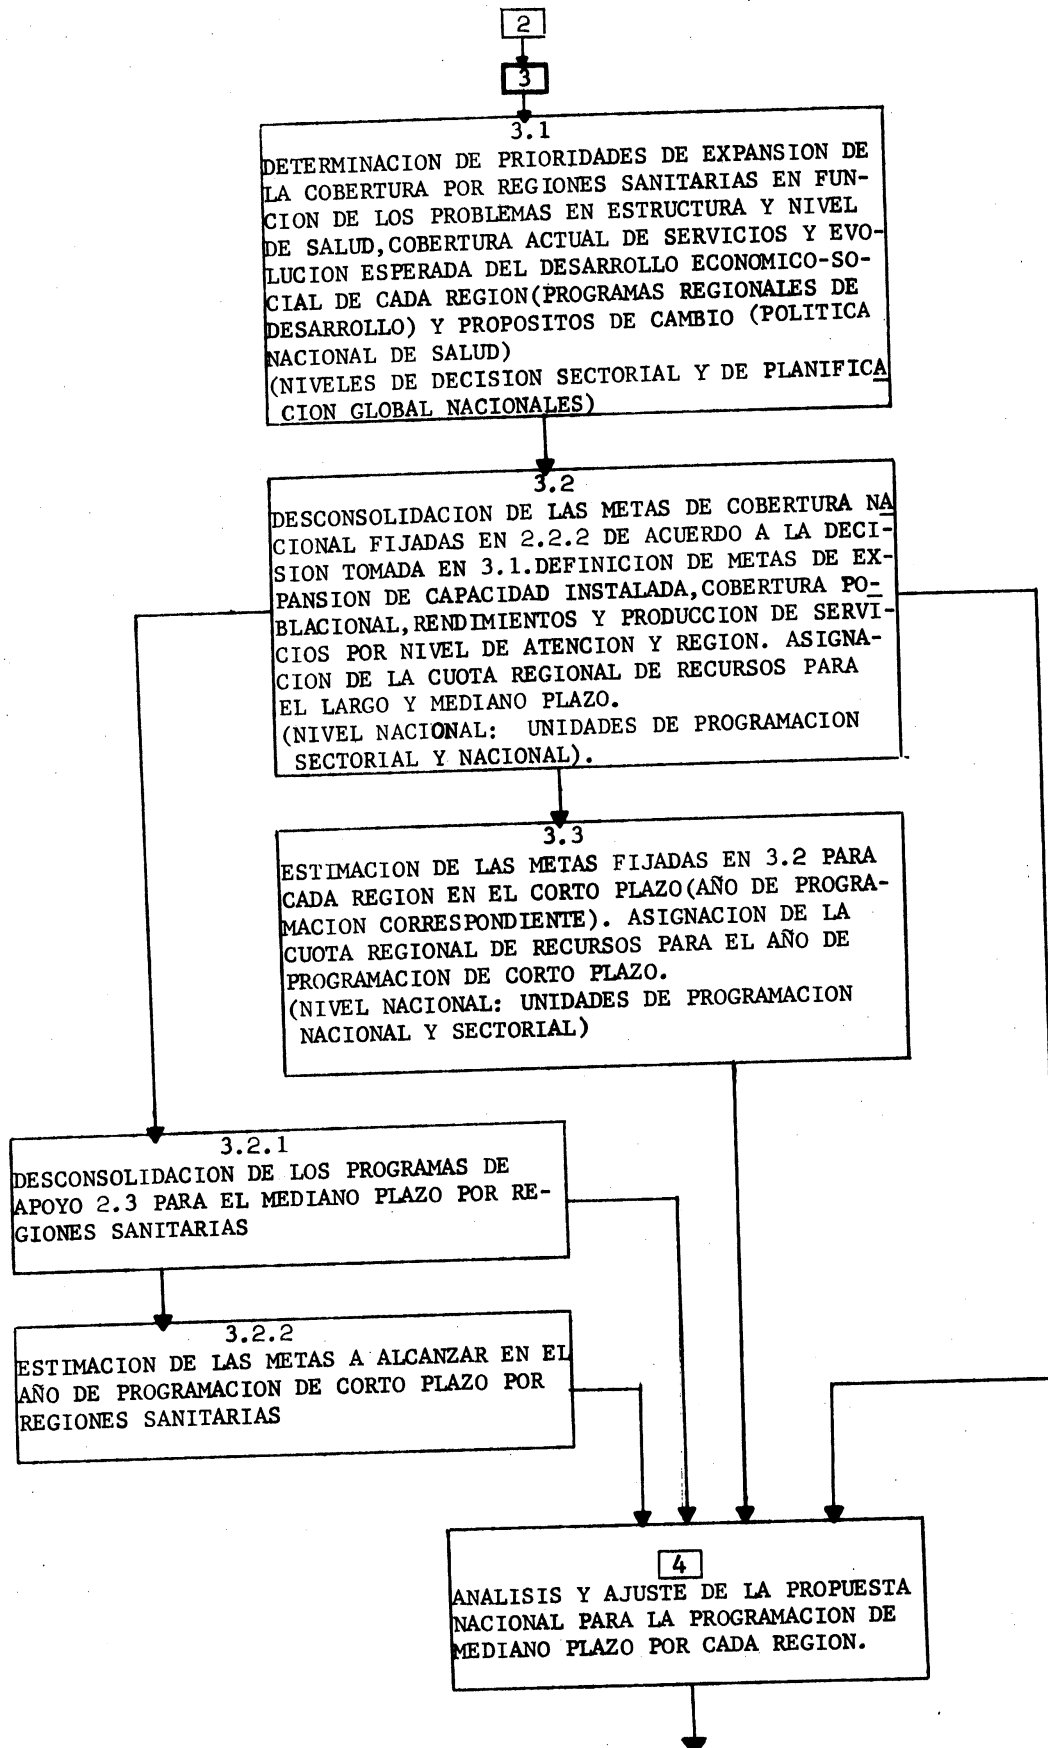 2
3
3.1
DETERMINACION DE PRIORIDADES DE EXPANSION DE
LA COBERTURA POR REGIONES SANITARIAS EN FUN-
CION DE LOS PROBLEMAS EN ESTRUCTURA Y NIVEL
DE SALUD,COBERTURA ACTUAL DE SERVICIOS Y EVO-
LUCION ESPERADA DEL DESARROLLO ECONOMICO-SO-
CIAL DE CADA REGION(PROGRAMAS REGIONALES DE
DESARROLLO) Y PROPOSITOS DE CAMBIO (POLITICA
NACIONAL DE SALUD)
(NIVELES DE DECISION SECTORIAL Y DE PLANIFICA
CION GLOBAL NACIONALES)
3.2
DESCONSOLIDACION DE LAS METAS DE COBERTURA NA
CIONAL FIJADAS EN 2.2.2 DE ACUERDO A LA DECI-
SION TOMADA EN 3.1.DEFINICION DE METAS DE EX-
PANSION DE CAPACIDAD INSTALADA,COBERTURA PO-
BLACIONAL,RENDIMIENTOS Y PRODUCCION DE SERVI-
CIOS POR NIVEL DE ATENCION Y REGION. ASIGNA-
CION DE LA CUOTA REGIONAL DE RECURSOS PARA
EL LARGO Y MEDIANO PLAZO.
(NIVEL NACIONAL: UNIDADES DE PROGRAMACION
SECTORIAL Y NACIONAL).
3.3
ESTIMACION DE LAS METAS FIJADAS EN 3.2 PARA
CADA REGION EN EL CORTO PLAZO(AÑO DE PROGRA-
MACION CORRESPONDIENTE). ASIGNACION DE LA
CUOTA REGIONAL DE RECURSOS PARA EL AÑO DE
PROGRAMACION DE CORTO PLAZO.
(NIVEL NACIONAL: UNIDADES DE PROGRAMACION
NACIONAL Y SECTORIAL)
3.2.1
DESCONSOLIDACION DE LOS PROGRAMAS DE
APOYO 2.3 PARA EL MEDIANO PLAZO POR RE-
GIONES SANITARIAS
3.2.2
ESTIMACION DE LAS METAS A ALCANZAR EN EL
AÑO DE PROGRAMACION DE CORTO PLAZO POR
REGIONES SANITARIAS
4
ANALISIS Y AJUSTE DE LA PROPUESTA
NACIONAL PARA LA PROGRAMACION DE
MEDIANO PLAZO POR CADA REGION.